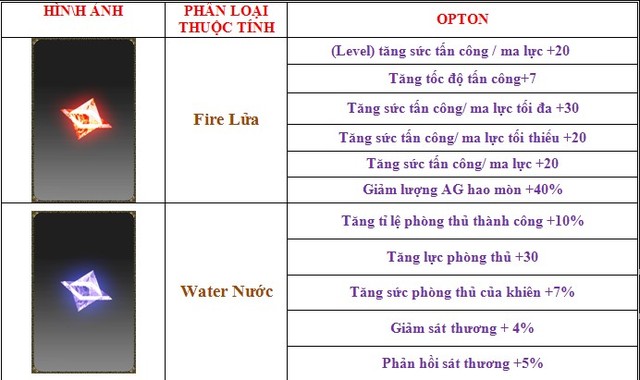 HÌN\H ẢNH
PHÂN LOẠI
THUỘC TÍNH
OPTON
Fire Lửa
(Level) tăng sức tấn công / ma lực +20
Tăng tốc độ tấn công+7
Tăng sức tấn công/ ma lực tối đa +30
Tăng sức tấn công/ ma lực tối thiểu +20
Tăng sức tấn công/ ma lực +20
Giảm lượng AG hao mòn +40%
Water Nước
Tăng tỉ lệ phòng thủ thành công +10%
Tăng lực phòng thủ +30
Tăng sức phòng thủ của khiên +7%
Giảm sát thương + 4%
Phản hồi sát thương +5%